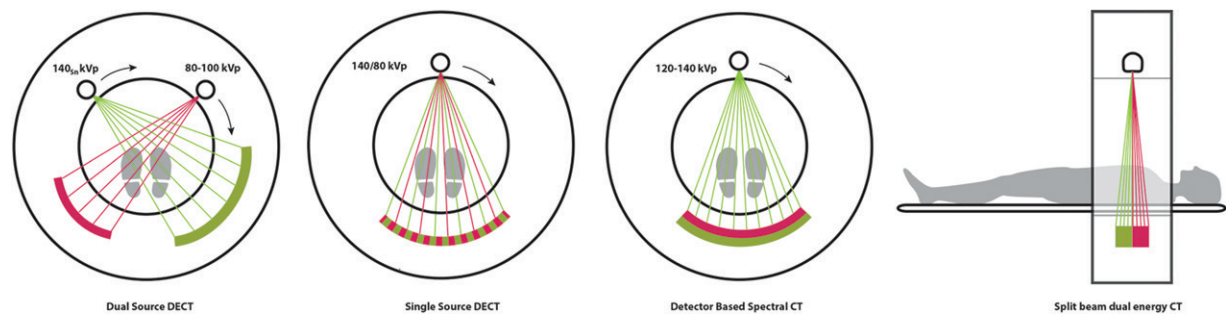 140Sn kVp
80-100 kVp
140/80 kVp
120-140 kVp
Dual Source DECT
Single Source DECT
Detector Based Spectral CT
Split beam dual energy CT